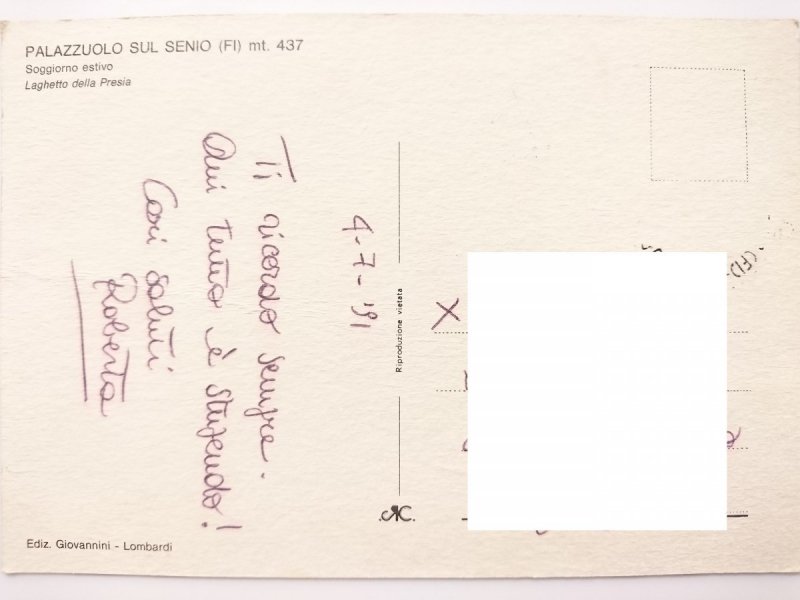 PALAZZUOLO SUL SENIO (FI) mt. 437
Soggiorno estivo
Laghetto della Presia
4-7-'91
Ti ricordo sempre.
Qui tutto è stupendo!
Cari saluti
Roberta
Riproduzione vietata
X
(FI)
Ediz. Giovannini - Lombardi